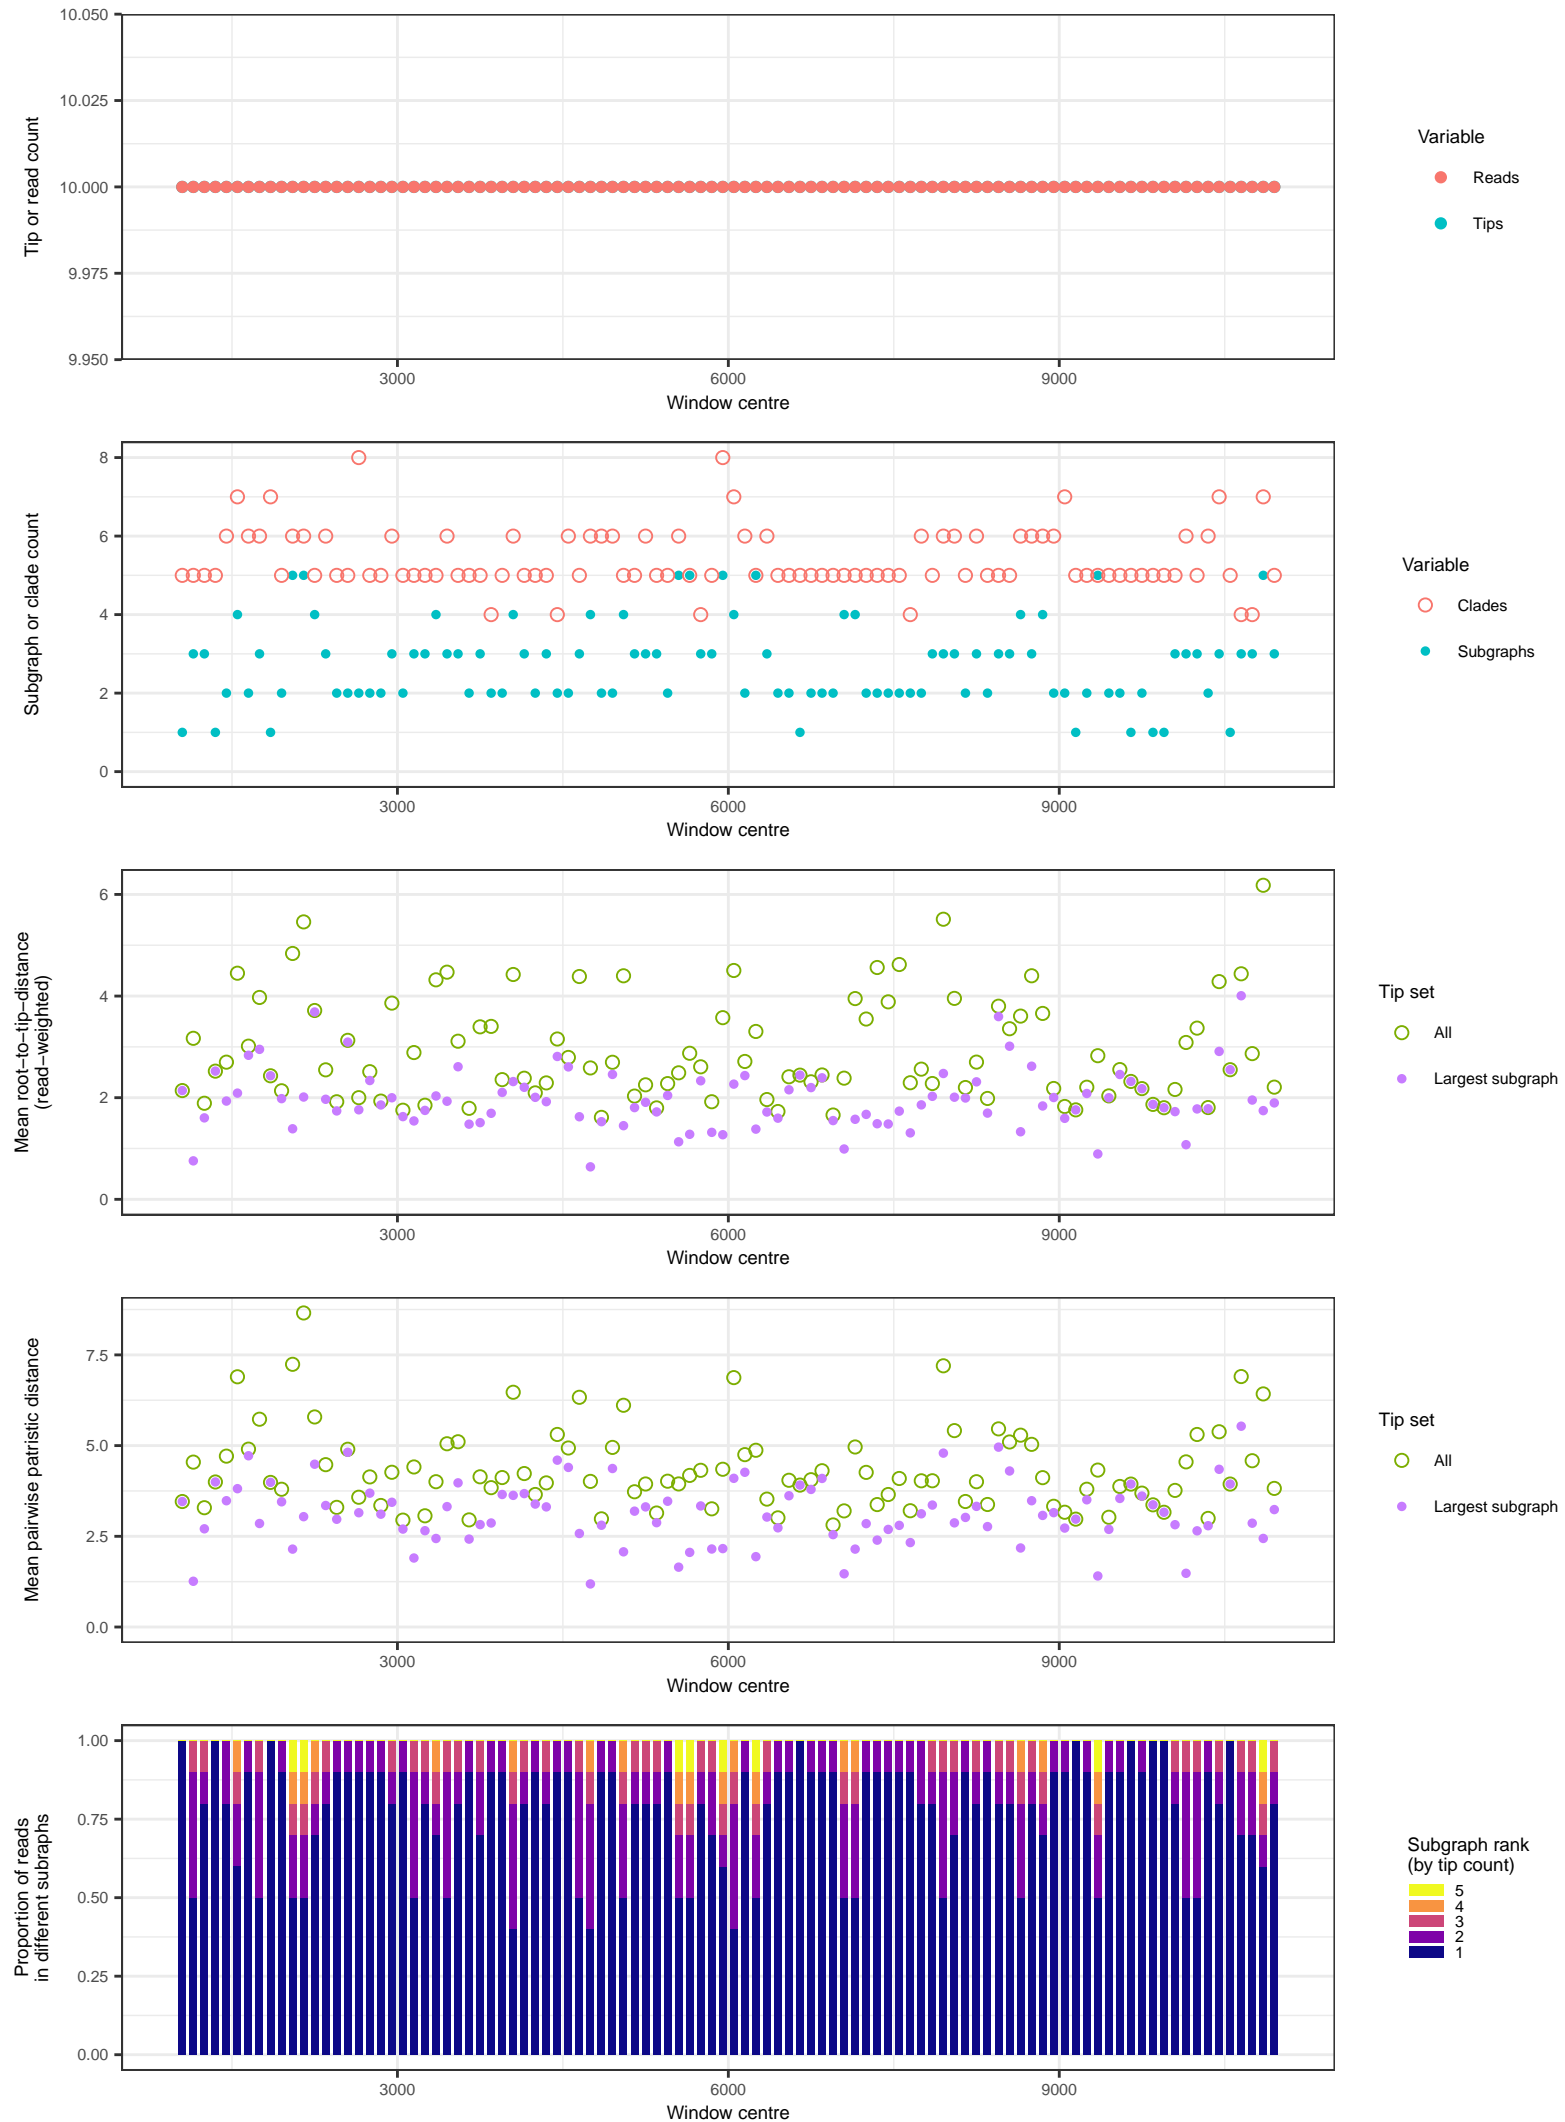 10.050
10.025
10.000
9.975
9.950
Tip or read count
3000 6000 9000
Window centre
Variable
Reads
Tips
8
6
4
2
0
Subgraph or clade count
3000 6000 9000
Window centre
Variable
Clades
Subgraphs
6
4
2
0
Mean root−to−tip−distance
(read−weighted)
3000 6000 9000
Window centre
Tip set
All
Largest subgraph
7.5
5.0
2.5
0.0
Mean pairwise patristic distance
3000 6000 9000
Window centre
Tip set
All
Largest subgraph
1.00
0.75
0.50
0.25
0.00
Proportion of reads
in different subraphs
3000 6000 9000
Window centre
Subgraph rank
(by tip count)
5
4
3
2
1